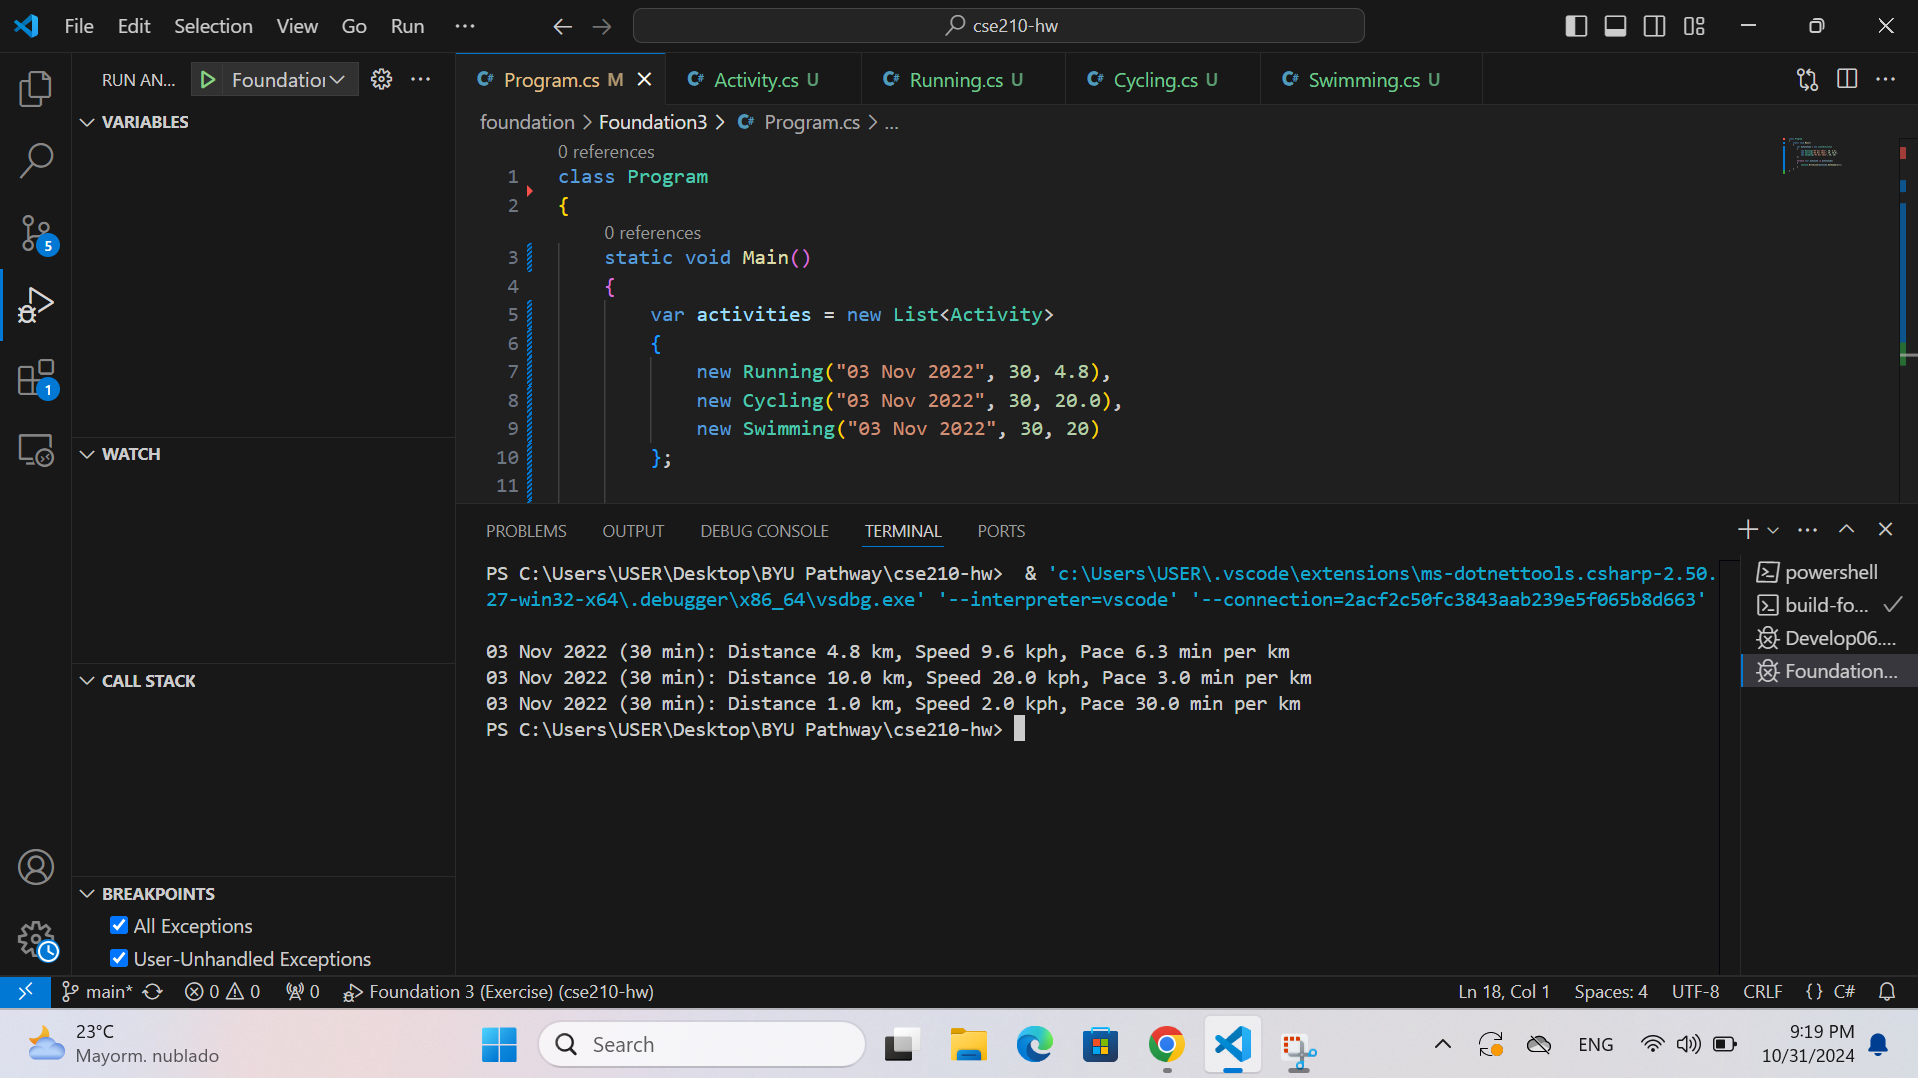 File Edit Selection View Go Run ... cse210-hw
RUN AN... Foundation ...
Program.cs M Activity.cs U Running.cs U Cycling.cs U Swimming.cs U
foundation > Foundation3 > Program.cs > ...
VARIABLES
WATCH
CALL STACK
BREAKPOINTS
All Exceptions
User-Unhandled Exceptions
5
1
0 references
1 class Program
2 {
0 references
3 static void Main()
4 {
5 var activities = new List<Activity>
6 {
7 new Running("03 Nov 2022", 30, 4.8),
8 new Cycling("03 Nov 2022", 30, 20.0),
9 new Swimming("03 Nov 2022", 30, 20)
10 };
11
PROBLEMS OUTPUT DEBUG CONSOLE TERMINAL PORTS
PS C:\Users\USER\Desktop\BYU Pathway\cse210-hw>  & 'c:\Users\USER\.vscode\extensions\ms-dotnettools.csharp-2.50.
27-win32-x64\.debugger\x86_64\vsdbg.exe' '--interpreter=vscode' '--connection=2acf2c50fc3843aab239e5f065b8d663'
03 Nov 2022 (30 min): Distance 4.8 km, Speed 9.6 kph, Pace 6.3 min per km
03 Nov 2022 (30 min): Distance 10.0 km, Speed 20.0 kph, Pace 3.0 min per km
03 Nov 2022 (30 min): Distance 1.0 km, Speed 2.0 kph, Pace 30.0 min per km
PS C:\Users\USER\Desktop\BYU Pathway\cse210-hw>
powershell
build-fo...
Develop06....
Foundation...
main* 0 0 0 Foundation 3 (Exercise) (cse210-hw) Ln 18, Col 1 Spaces: 4 UTF-8 CRLF {} C#
23°C
Mayorm. nublado
Search
ENG
9:19 PM
10/31/2024